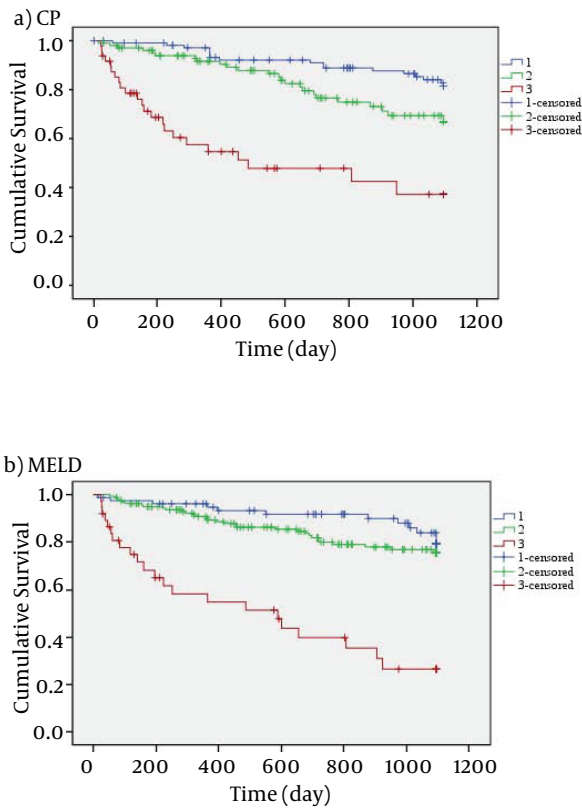 a) CP
Cumulative Survival
1.0
0.8
0.6
0.4
0.2
0.0
0 200 400 600 800 1000 1200
Time (day)
1
2
3
1-censored
2-censored
3-censored
b) MELD
Cumulative Survival
1.0
0.8
0.6
0.4
0.2
0.0
0 200 400 600 800 1000 1200
Time (day)
1
2
3
1-censored
2-censored
3-censored